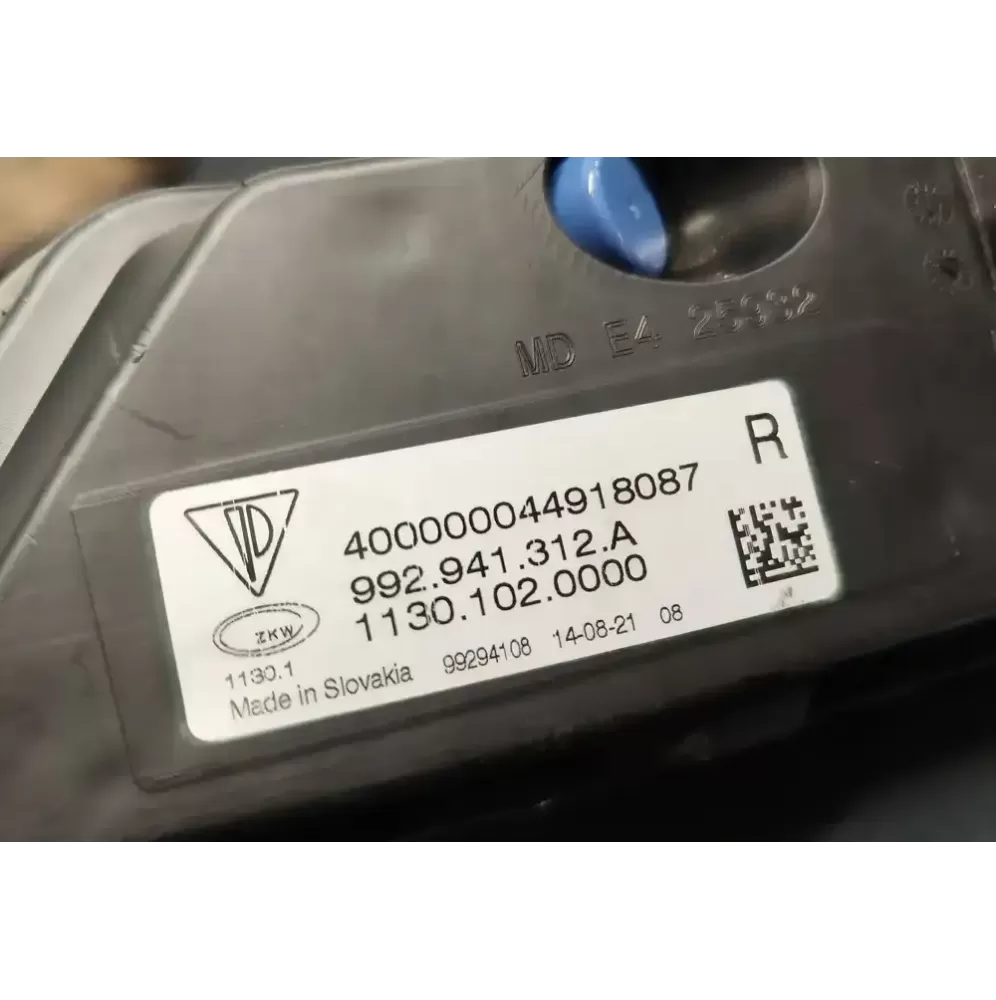 MD E4 25982
R
400000044918087
992.941.312.A
1130.102.0000
ZKW
1130.1
Made in Slovakia 99294108 14-08-21 08